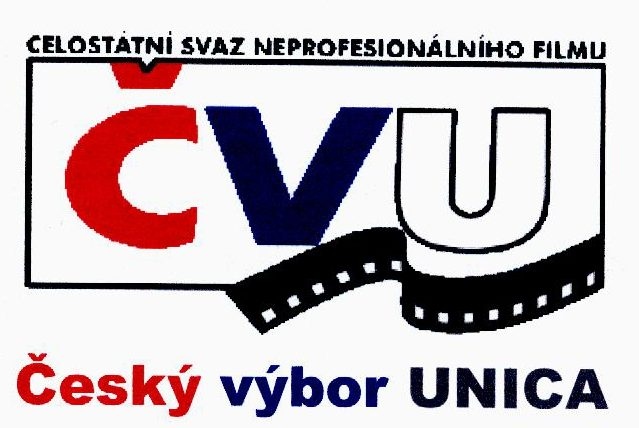 CELOSTÁTNÍ SVAZ NEPROFESIONÁLNÍHO FILMU
ČVU
Český výbor UNICA